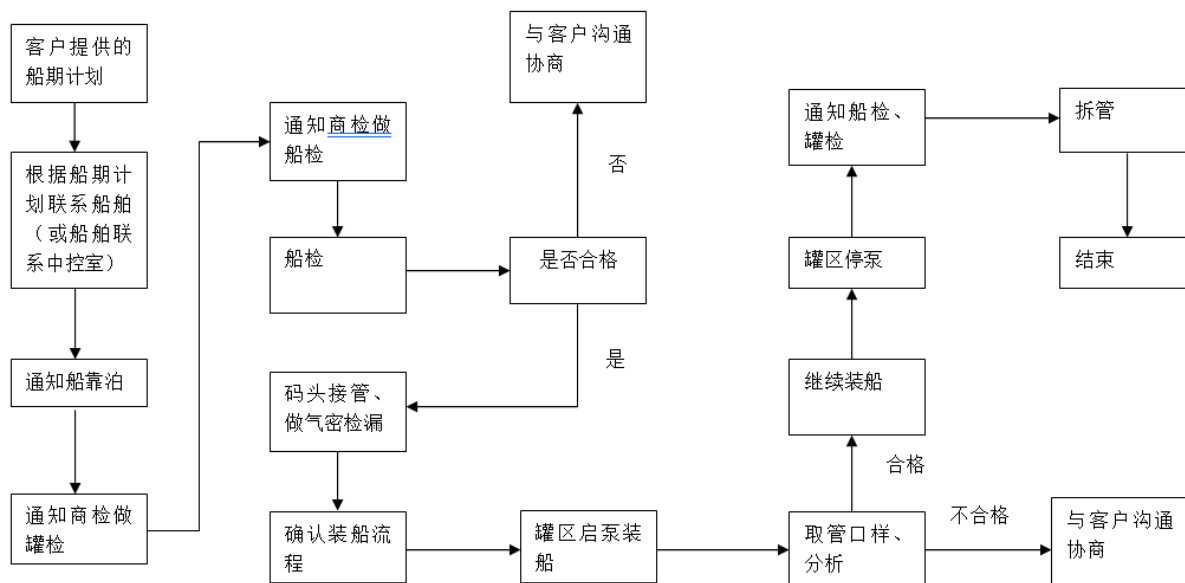 客户提供的
船期计划
根据船期计
划联系船舶
（或船舶联
系中控室）
通知船靠泊
通知商检做
罐检
通知商检做
船检
船检
与客户沟通
协商
否
是否合格
是
码头接管、
做气密检漏
确认装船流
程
罐区启泵装
船
取管口样、
分析
不合格
与客户沟通
协商
合格
继续装船
罐区停泵
通知船检、
罐检
拆管
结束